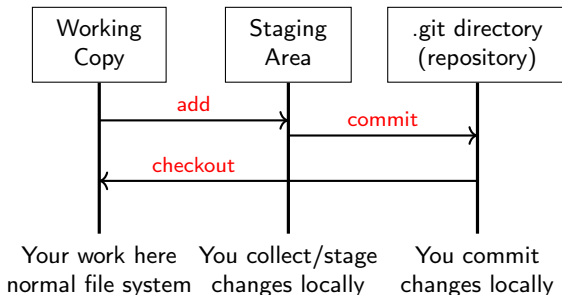 Working
Copy
Staging
Area
.git directory
(repository)
add
commit
checkout
Your work here
normal file system
You collect/stage
changes locally
You commit
changes locally